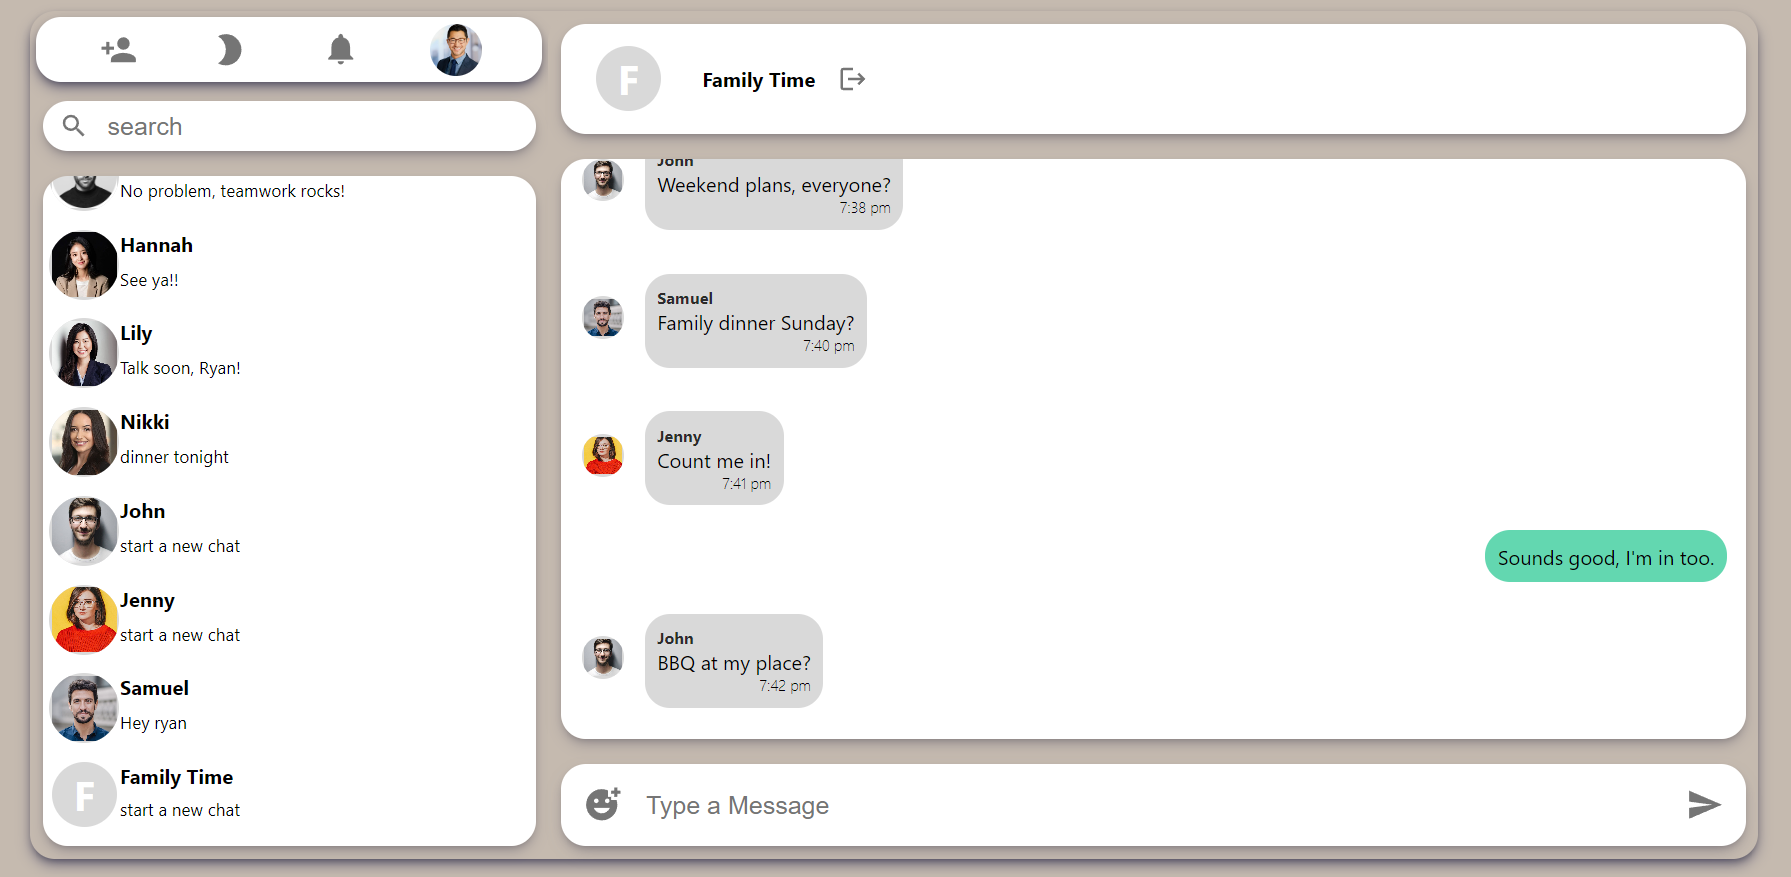 search
No problem, teamwork rocks!
Hannah
See ya!!
Lily
Talk soon, Ryan!
Nikki
dinner tonight
John
start a new chat
Jenny
start a new chat
Samuel
Hey ryan
F
Family Time
start a new chat
F
Family Time
John
Weekend plans, everyone?
7:38 pm
Samuel
Family dinner Sunday?
7:40 pm
Jenny
Count me in!
7:41 pm
Sounds good, I'm in too.
John
BBQ at my place?
7:42 pm
Type a Message